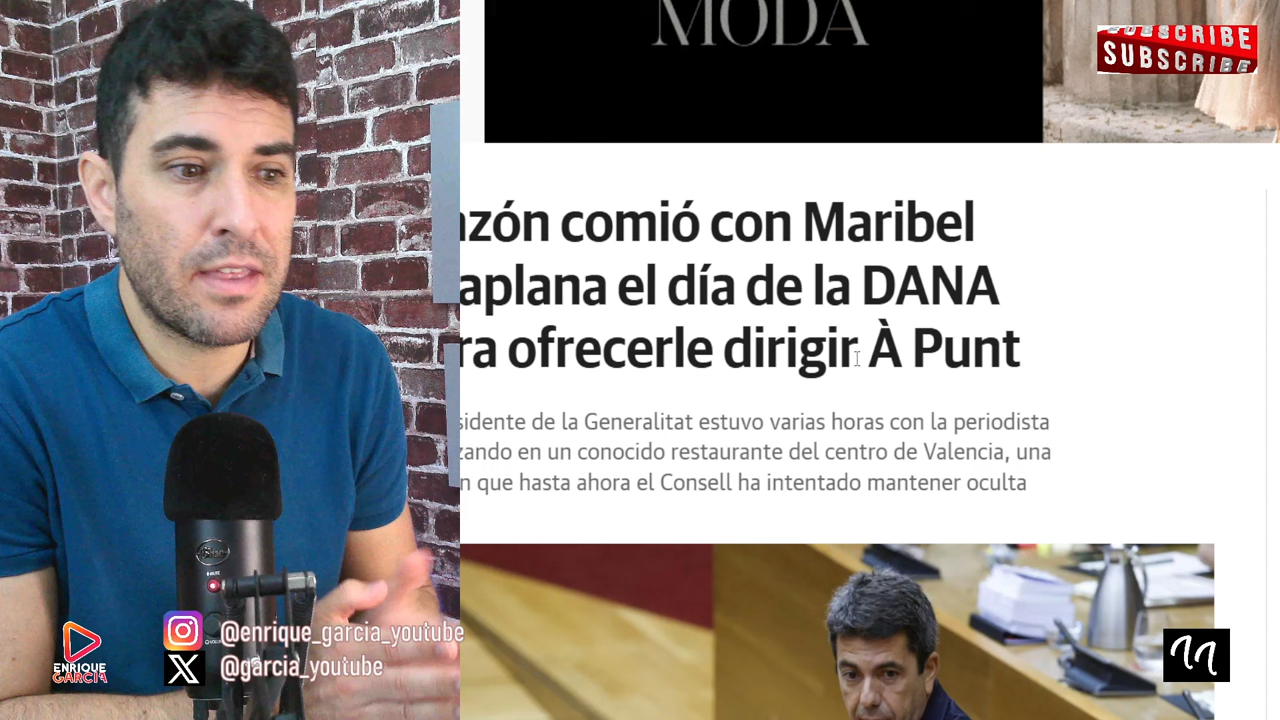 MODA
SUBSCRIBE
SUBSCRIBE
azón comió con Maribel
aplana el día de la DANA
ra ofrecerle dirigir À Punt
sidente de la Generalitat estuvo varias horas con la periodista
zando en un conocido restaurante del centro de Valencia, una
n que hasta ahora el Consell ha intentado mantener oculta
@enrique_garcia_youtube
@garcia_youtube
ENRIQUE
GARCIA